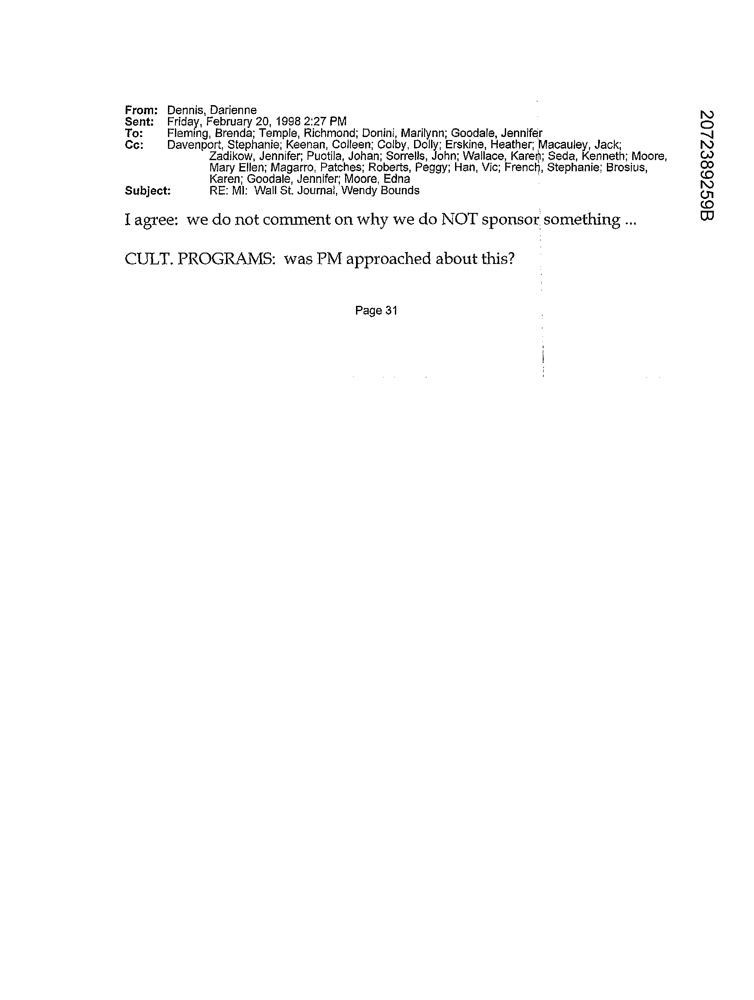 From: Dennis, Darienne
Sent: Friday, February 20, 1998 2:27 PM
To: Fleming, Brenda; Temple, Richmond; Donini, Marilynn; Goodale, Jennifer
Cc: Davenport, Stephanie; Keenan, Colleen; Colby, Dolly; Erskine, Heather; Macauley, Jack;
Zadikow, Jennifer; Puotila, Johan; Sorrells, John; Wallace, Karen; Seda, Kenneth; Moore,
Mary Ellen; Magarro, Patches; Roberts, Peggy; Han, Vic; French, Stephanie; Brosius,
Karen; Goodale, Jennifer; Moore, Edna
Subject: RE: MI: Wall St. Journal, Wendy Bounds
I agree: we do not comment on why we do NOT sponsor something ...
CULT. PROGRAMS: was PM approached about this?
Page 31
2072389259B